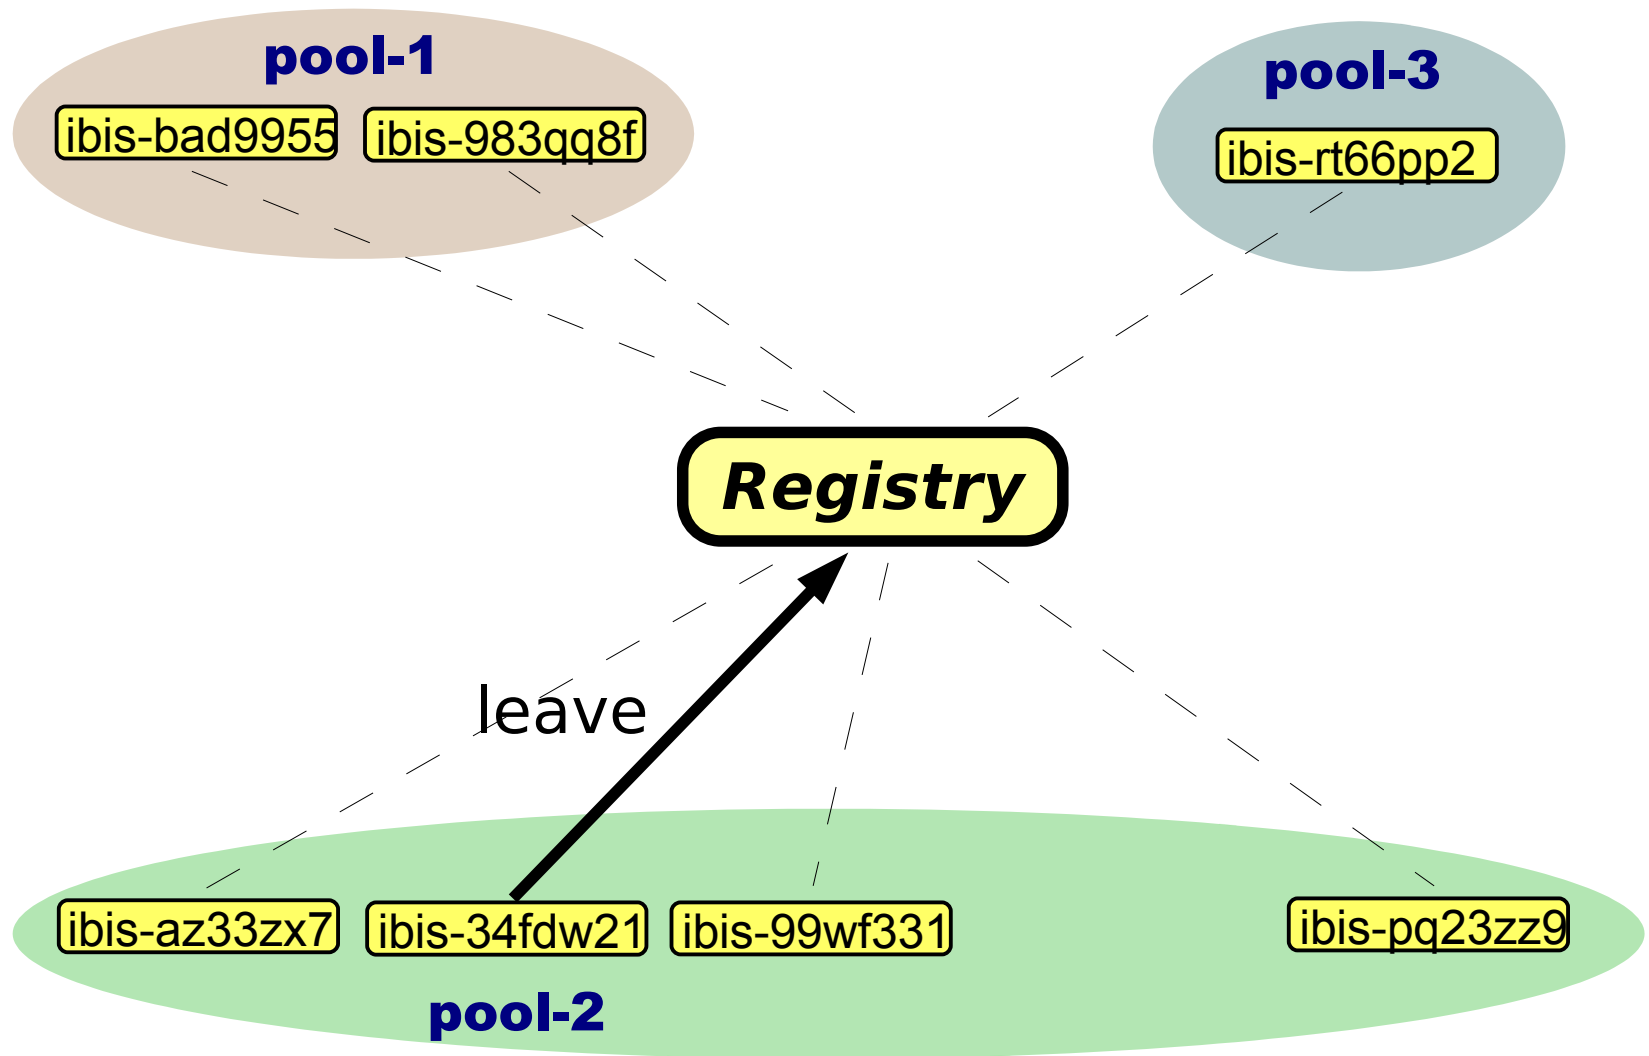 pool-1
ibis-bad9955
ibis-983qq8f
pool-3
ibis-rt66pp2
Registry
leave
ibis-az33zx7
ibis-34fdw21
ibis-99wf331
ibis-pq23zz9
pool-2